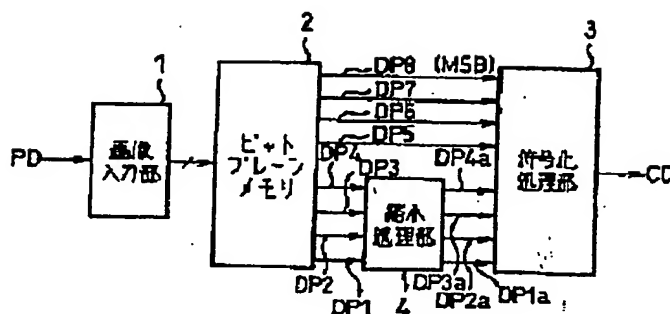 1
2
3
PD
画像
入力部
ビット
プレーン
メモリ
DP8 (MSB)
DP7
DP6
DP5
DP4
DP3
DP2
DP1
縮小
処理部
4
DP4a
DP3a
DP2a
DP1a
符号化
処理部
CD